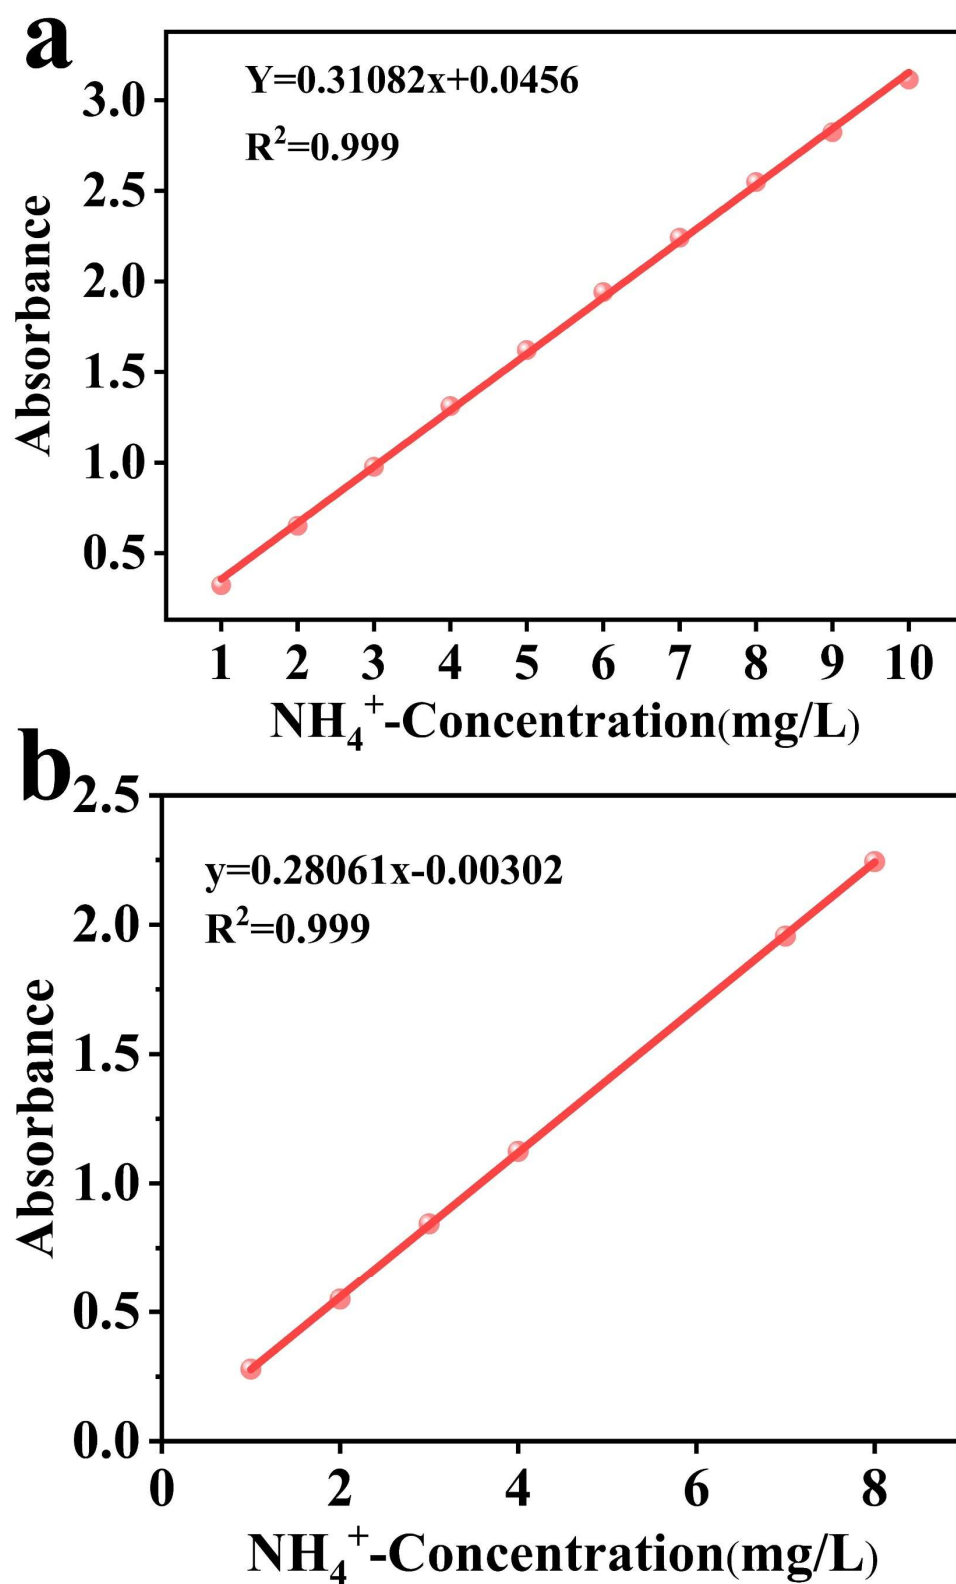 a
Y=0.31082x+0.0456
R²=0.999
Absorbance
3.0
2.5
2.0
1.5
1.0
0.5
1 2 3 4 5 6 7 8 9 10
NH₄⁺-Concentration(mg/L)
b
y=0.28061x-0.00302
R²=0.999
Absorbance
2.5
2.0
1.5
1.0
0.5
0.0
0 2 4 6 8
NH₄⁺-Concentration(mg/L)